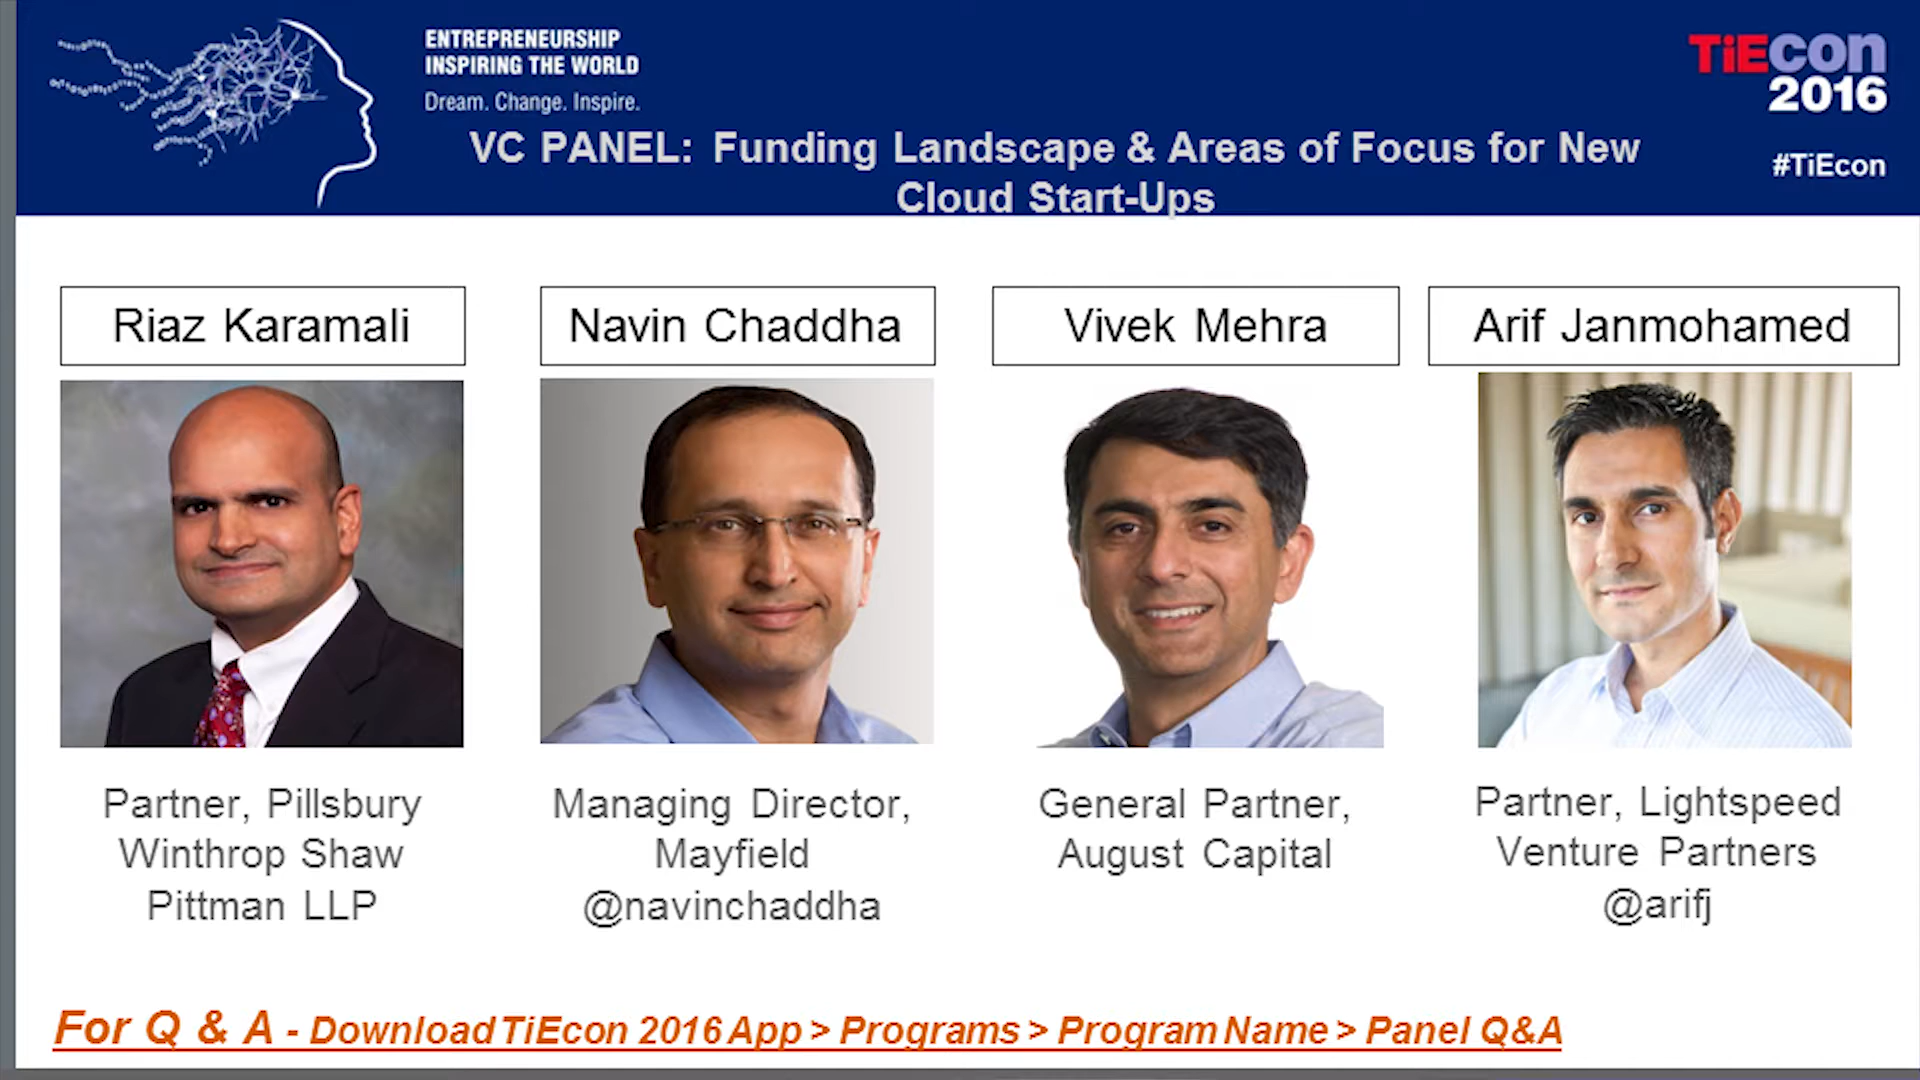 ENTREPRENEURSHIP
INSPIRING THE WORLD
Dream. Change. Inspire.
TiEcon
2016
#TiEcon
VC PANEL: Funding Landscape & Areas of Focus for New
Cloud Start-Ups
Riaz Karamali
Navin Chaddha
Vivek Mehra
Arif Janmohamed
Partner, Pillsbury
Winthrop Shaw
Pittman LLP
Managing Director,
Mayfield
@navinchaddha
General Partner,
August Capital
Partner, Lightspeed
Venture Partners
@arifj
For Q & A - Download TiEcon 2016 App > Programs > Program Name > Panel Q&A